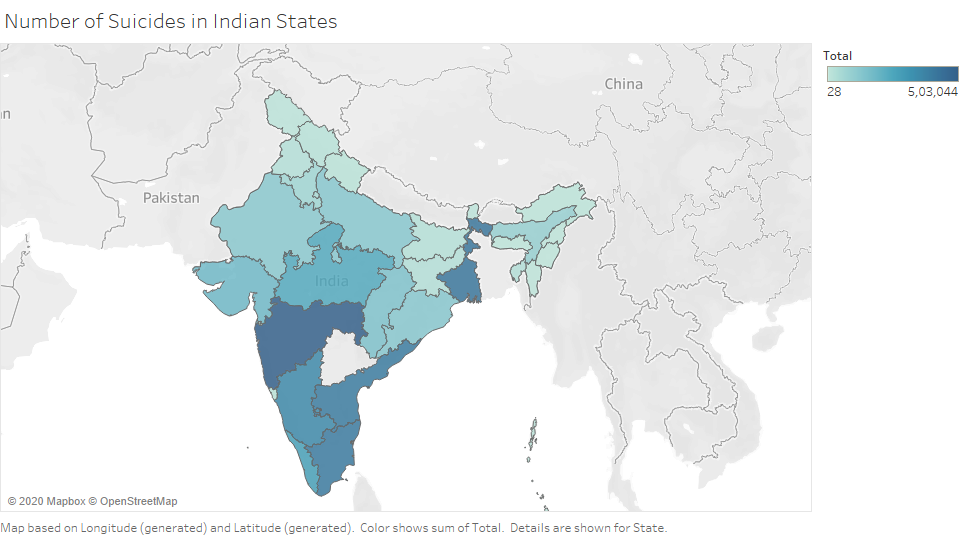 Number of Suicides in Indian States
Total
28 5,03,044
China
n
Pakistan
India
© 2020 Mapbox © OpenStreetMap
Map based on Longitude (generated) and Latitude (generated). Color shows sum of Total. Details are shown for State.